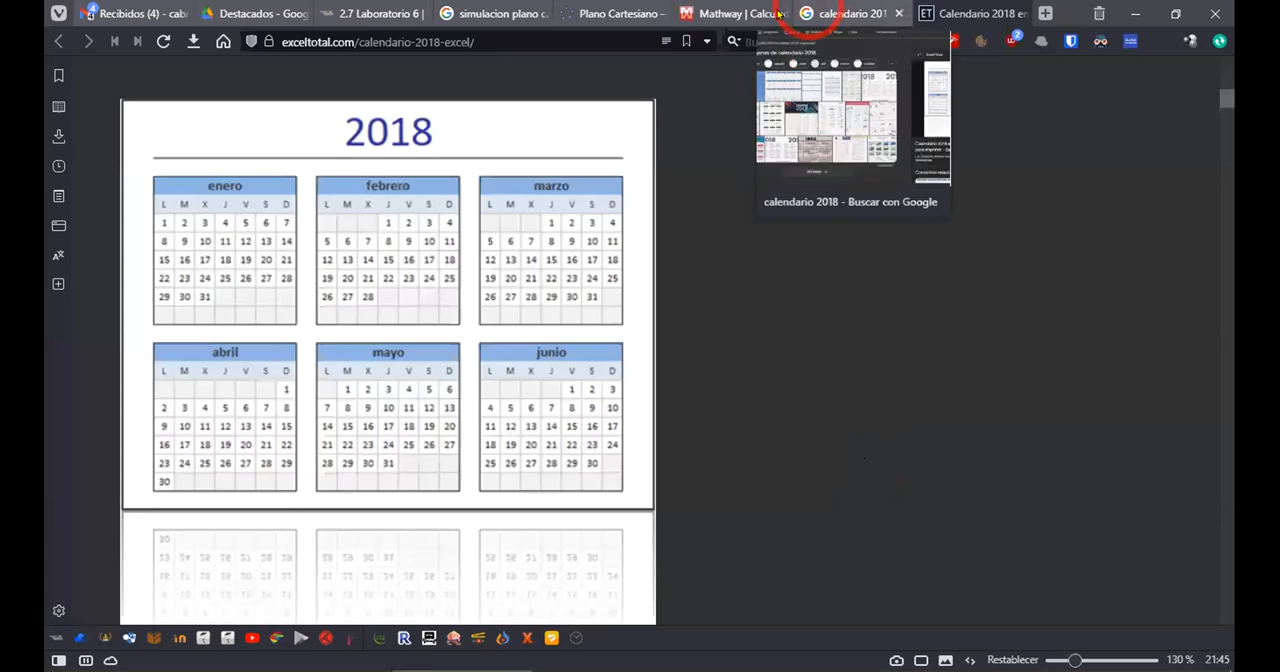 4
Recibidos (4) - cab
Destacados - Goog
2.7 Laboratorio 6 |
simulacion plano c.
Plano Cartesiano –
Mathway | Calcu
calendario 201
ET
Calendario 2018 en
exceltotal.com/calendario-2018-excel/
2
2018
enero febrero marzo
L M X J V S D L M X J V S D L M X J V S D
1 2 3 4 5 6 7 1 2 3 4 1 2 3 4
8 9 10 11 12 13 14 5 6 7 8 9 10 11 5 6 7 8 9 10 11
15 16 17 18 19 20 21 12 13 14 15 16 17 18 12 13 14 15 16 17 18
22 23 24 25 26 27 28 19 20 21 22 23 24 25 19 20 21 22 23 24 25
29 30 31 26 27 28 26 27 28 29 30 31
abril mayo junio
L M X J V S D L M X J V S D L M X J V S D
1 1 2 3 4 5 6 1 2 3
2 3 4 5 6 7 8 7 8 9 10 11 12 13 4 5 6 7 8 9 10
9 10 11 12 13 14 15 14 15 16 17 18 19 20 11 12 13 14 15 16 17
16 17 18 19 20 21 22 21 22 23 24 25 26 27 18 19 20 21 22 23 24
23 24 25 26 27 28 29 28 29 30 31 25 26 27 28 29 30
30
calendario 2018 - Buscar con Google
Restablecer
130 %
21:45